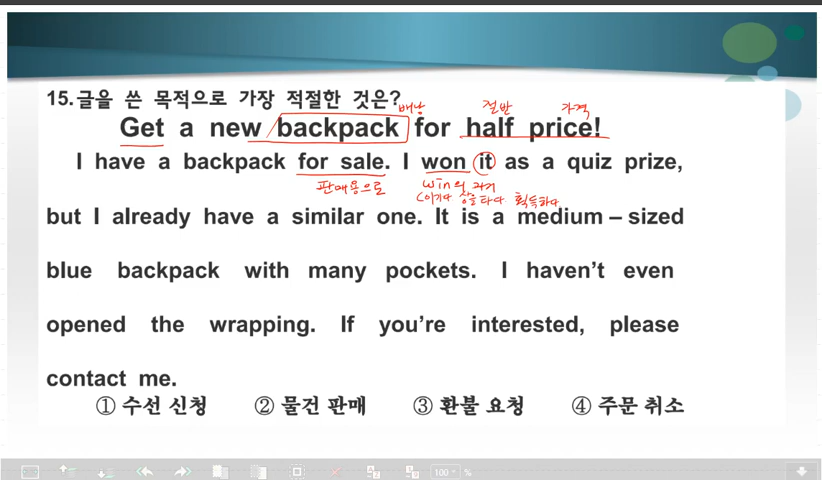 15. 글을 쓴 목적으로 가장 적절한 것은?
배낭 절반 가격
Get a new backpack for half price!
I have a backpack for sale. I won it as a quiz prize,
판매용으로 win의 과거
(이기다 상을 타다 획득하다
but I already have a similar one. It is a medium – sized
blue backpack with many pockets. I haven't even
opened the wrapping. If you're interested, please
contact me.
① 수선 신청 ② 물건 판매 ③ 환불 요청 ④ 주문 취소
100 %